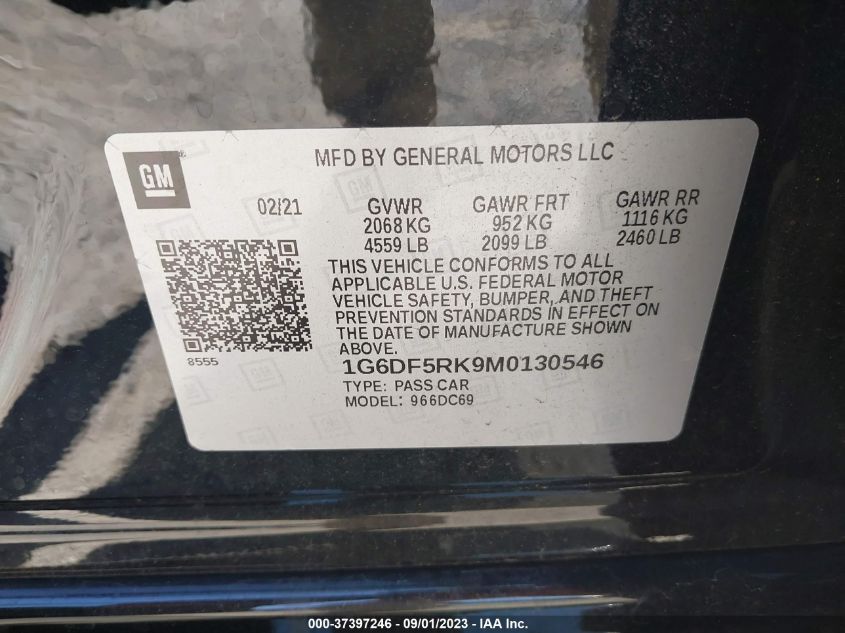 GM
MFD BY GENERAL MOTORS LLC
02/21 GVWR GAWR FRT GAWR RR
2068 KG 952 KG 1116 KG
4559 LB 2099 LB 2460 LB
THIS VEHICLE CONFORMS TO ALL
APPLICABLE U.S. FEDERAL MOTOR
VEHICLE SAFETY, BUMPER, AND THEFT
PREVENTION STANDARDS IN EFFECT ON
THE DATE OF MANUFACTURE SHOWN
ABOVE.
8555
1G6DF5RK9M0130546
TYPE: PASS CAR
MODEL: 966DC69
000-37397246 - 09/01/2023 - IAA Inc.